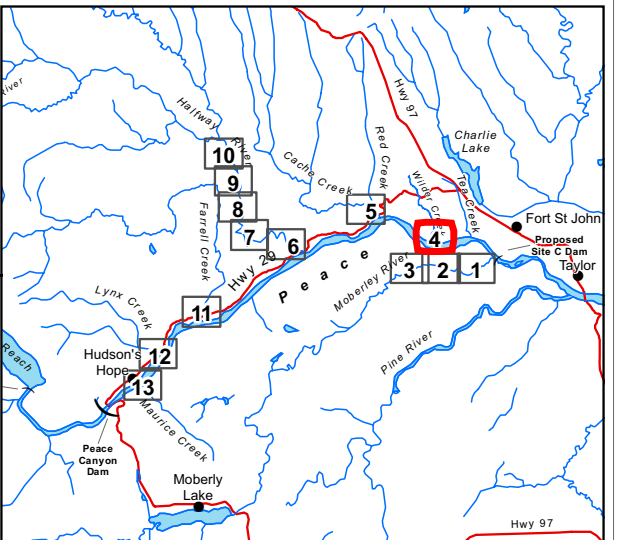 River
Halfway
River
Hwy 97
Charlie
Lake
10
Cache Creek
Red Creek
Wilder Creek
Tea Creek
9
8
Farrell Creek
5
Fort St John
7
6
4
Proposed
Site C Dam
Taylor
Hwy 29
Peace
Moberley River
3
2
1
Lynx Creek
11
Pine River
Reach
Hudson's
Hope
12
13
Maurice Creek
Peace
Canyon
Dam
Moberly
Lake
Hwy 97